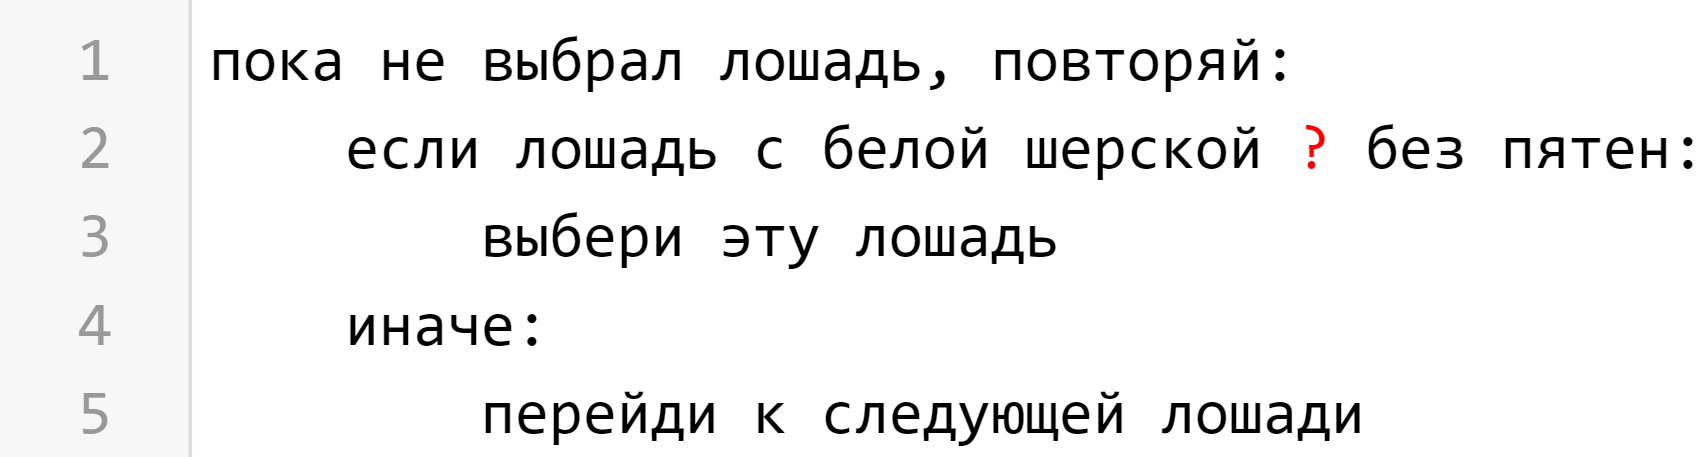 1 пока не выбрал лошадь, повторяй:
2 если лошадь с белой шерской ? без пятен:
3 выбери эту лошадь
4 иначе:
5 перейди к следующей лошади